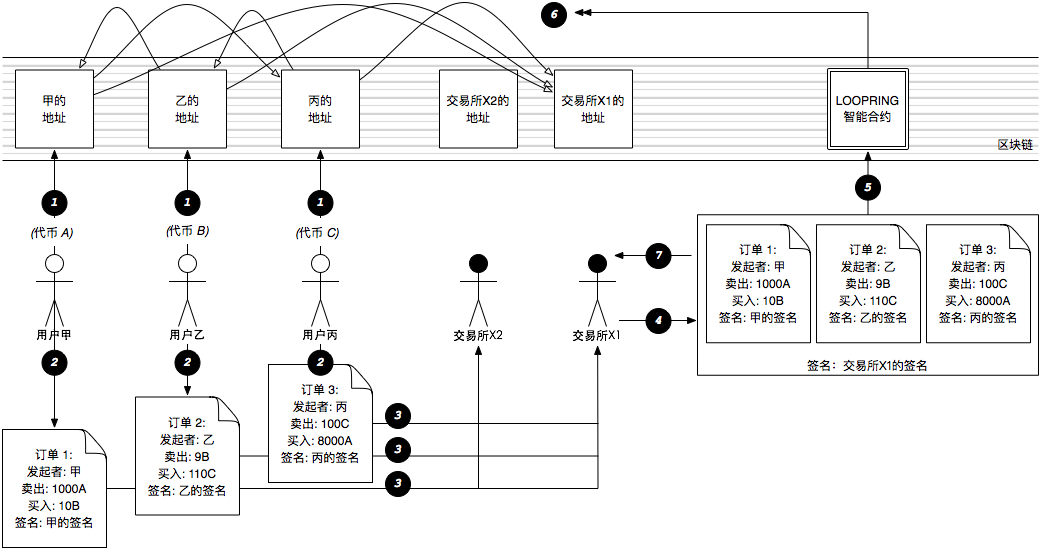 6
甲的
地址
乙的
地址
丙的
地址
交易所X2的
地址
交易所X1的
地址
LOOPRING
智能合约
区块链
1
1
1
5
(代币 A)
(代币 B)
(代币 C)
7
4
用户甲
用户乙
用户丙
交易所X2
交易所X1
订单 1:
发起者: 甲
卖出: 1000A
买入: 10B
签名: 甲的签名
订单 2:
发起者: 乙
卖出: 9B
买入: 110C
签名: 乙的签名
订单 3:
发起者: 丙
卖出: 100C
买入: 8000A
签名: 丙的签名
签名：交易所X1的签名
2
2
2
订单 3:
发起者: 丙
卖出: 100C
买入: 8000A
签名: 丙的签名
3
3
3
订单 2:
发起者: 乙
卖出: 9B
买入: 110C
签名: 乙的签名
订单 1:
发起者: 甲
卖出: 1000A
买入: 10B
签名: 甲的签名